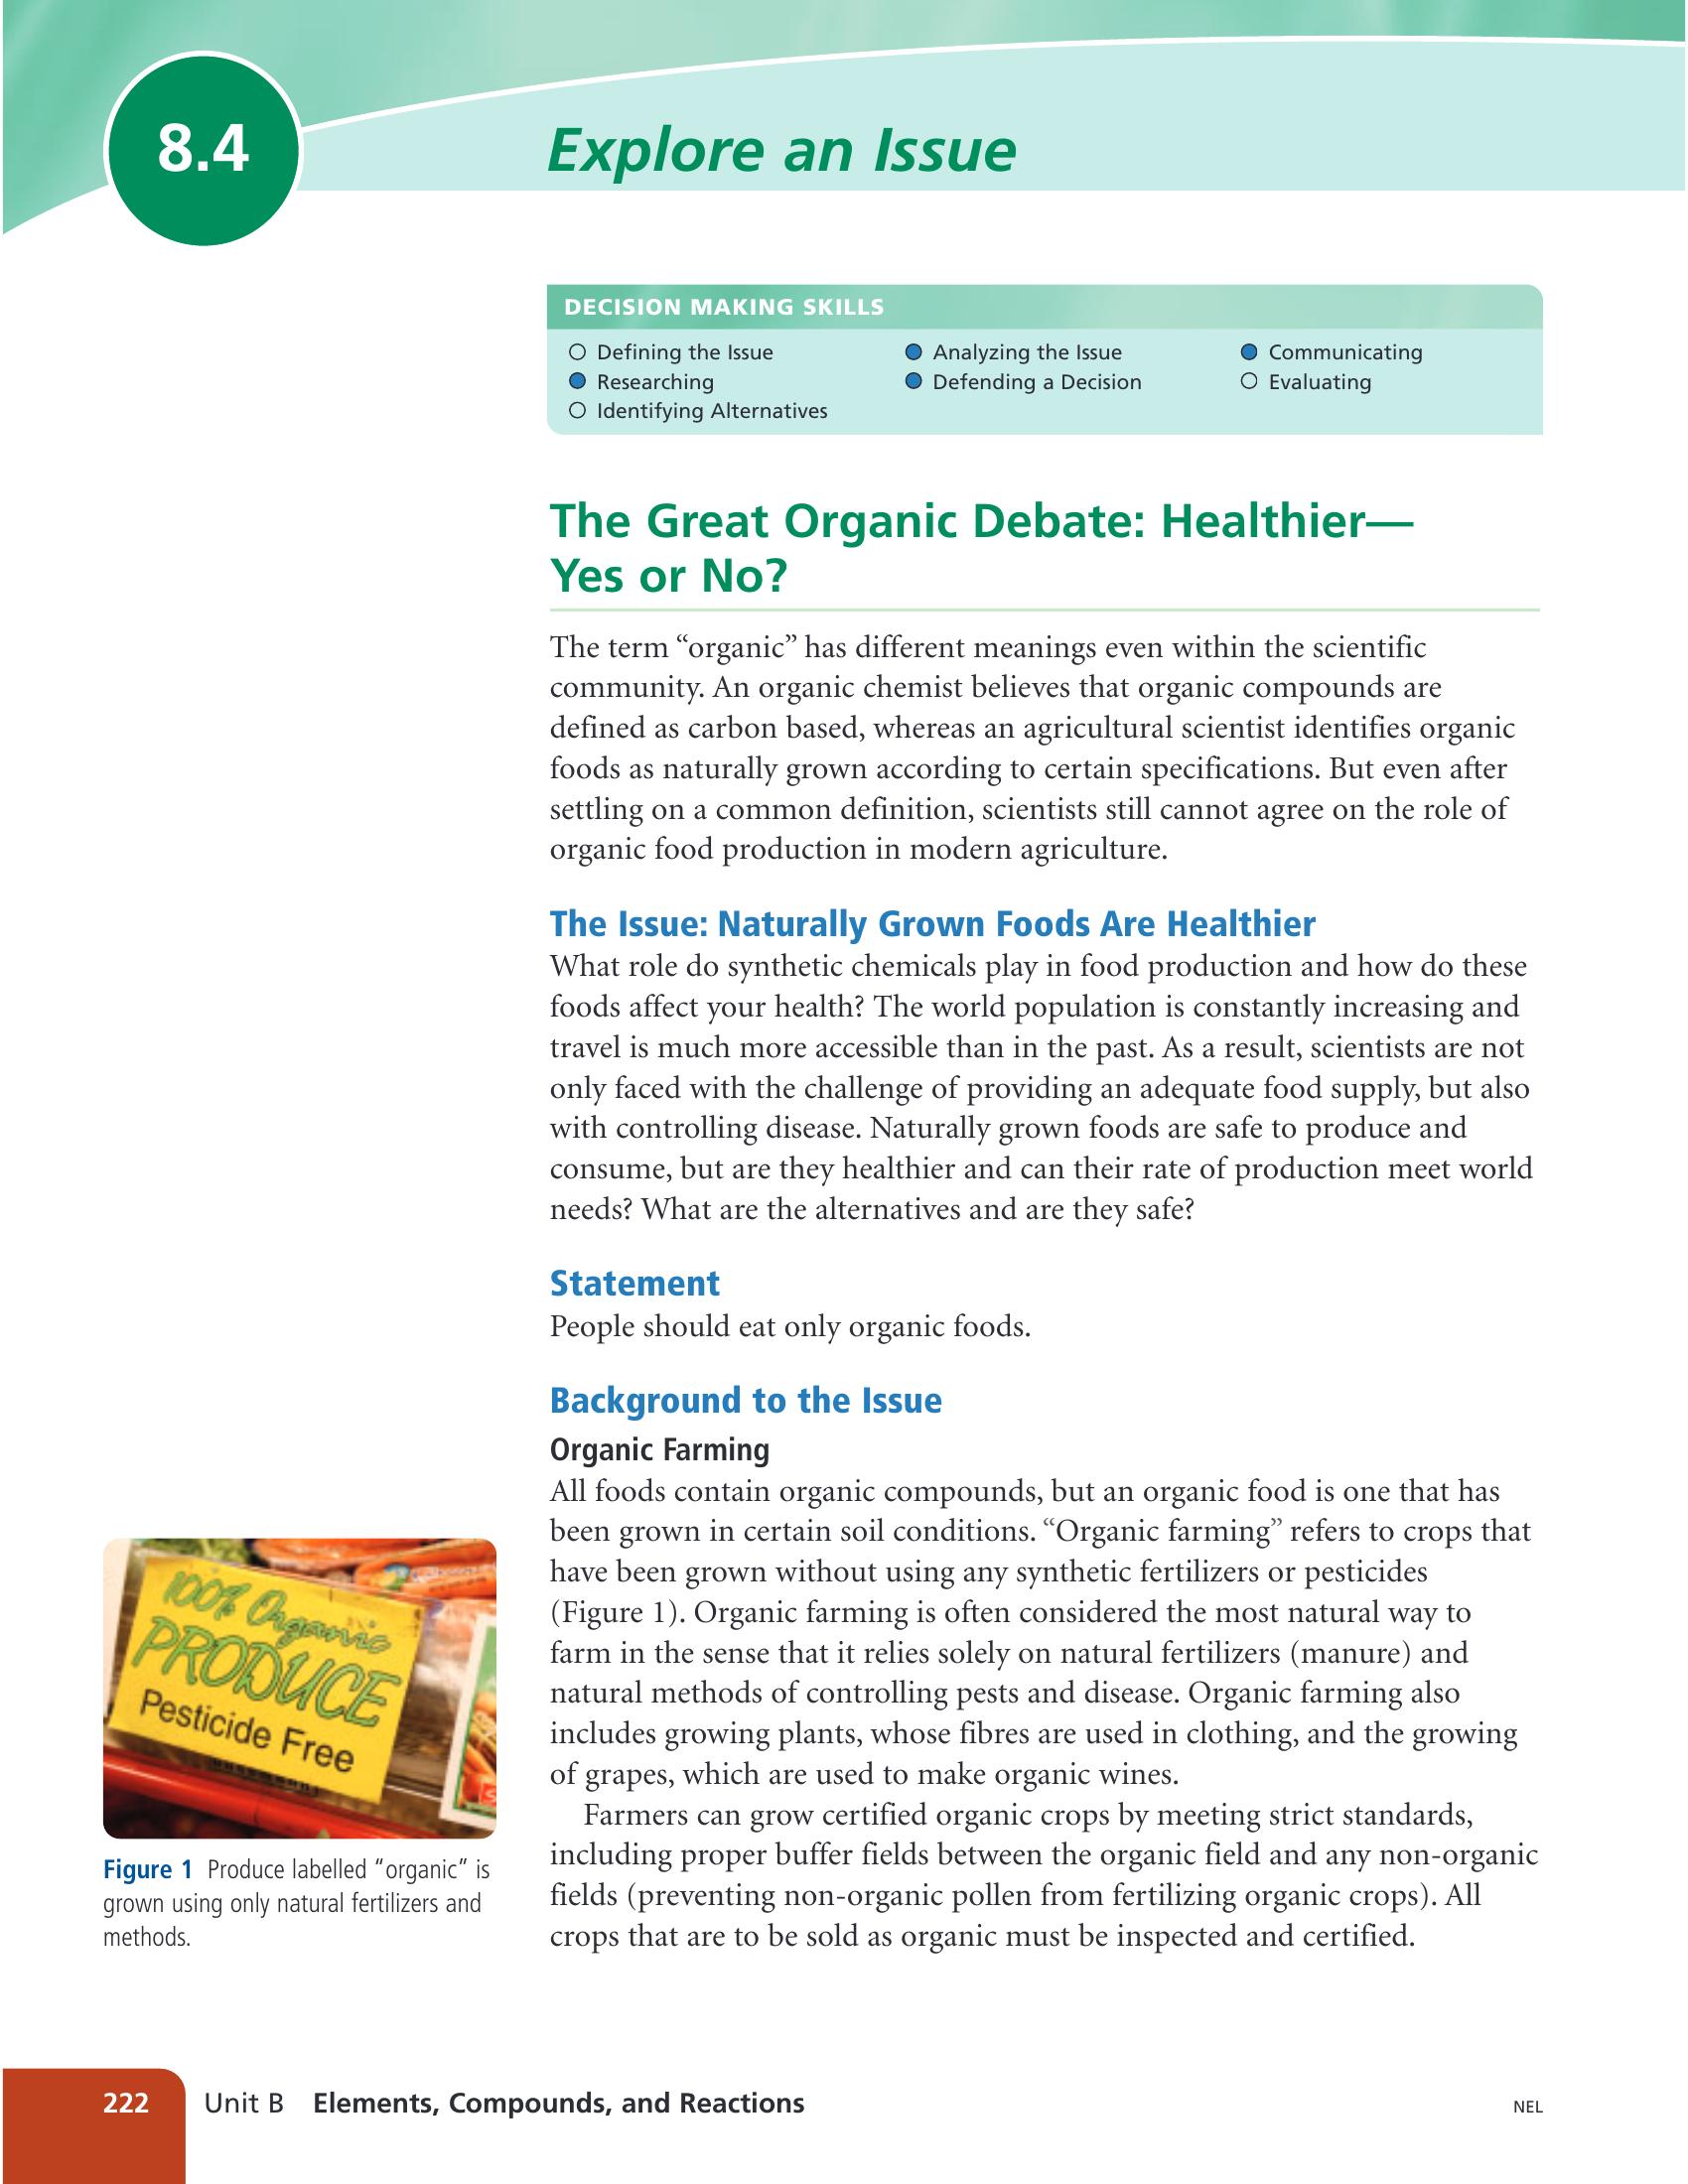 8.4
Explore an Issue
DECISION MAKING SKILLS
Defining the Issue
Researching
Identifying Alternatives
Analyzing the Issue
Defending a Decision
Communicating
Evaluating
The Great Organic Debate: Healthier—
Yes or No?
The term “organic” has different meanings even within the scientific
community. An organic chemist believes that organic compounds are
defined as carbon based, whereas an agricultural scientist identifies organic
foods as naturally grown according to certain specifications. But even after
settling on a common definition, scientists still cannot agree on the role of
organic food production in modern agriculture.
The Issue: Naturally Grown Foods Are Healthier
What role do synthetic chemicals play in food production and how do these
foods affect your health? The world population is constantly increasing and
travel is much more accessible than in the past. As a result, scientists are not
only faced with the challenge of providing an adequate food supply, but also
with controlling disease. Naturally grown foods are safe to produce and
consume, but are they healthier and can their rate of production meet world
needs? What are the alternatives and are they safe?
Statement
People should eat only organic foods.
Background to the Issue
Organic Farming
All foods contain organic compounds, but an organic food is one that has
been grown in certain soil conditions. “Organic farming” refers to crops that
have been grown without using any synthetic fertilizers or pesticides
(Figure 1). Organic farming is often considered the most natural way to
farm in the sense that it relies solely on natural fertilizers (manure) and
natural methods of controlling pests and disease. Organic farming also
includes growing plants, whose fibres are used in clothing, and the growing
of grapes, which are used to make organic wines.
Farmers can grow certified organic crops by meeting strict standards,
including proper buffer fields between the organic field and any non-organic
fields (preventing non-organic pollen from fertilizing organic crops). All
crops that are to be sold as organic must be inspected and certified.
100% Organic
PRODUCE
Pesticide Free
Figure 1 Produce labelled “organic” is
grown using only natural fertilizers and
methods.
222 Unit B Elements, Compounds, and Reactions
NEL